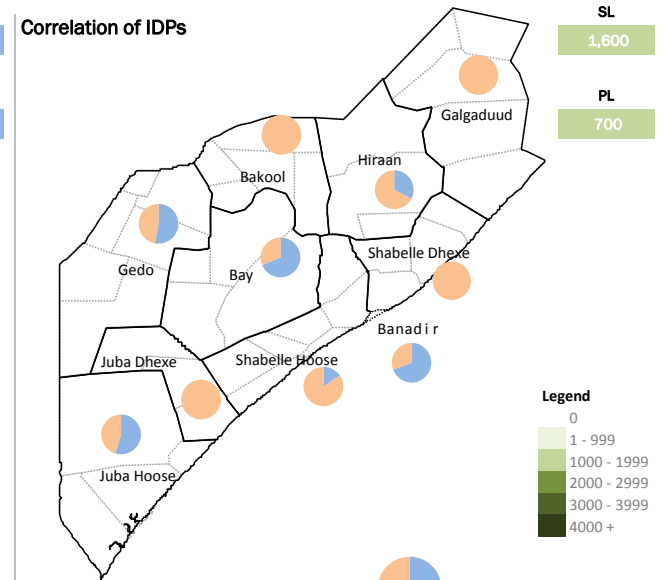 Correlation of IDPs
SL
1,600
PL
700
Galgaduud
Hiraan
Bakool
Shabelle Dhexe
Gedo
Bay
Banadir
Juba Dhexe
Shabelle Hoose
Juba Hoose
Legend
0
1 - 999
1000 - 1999
2000 - 2999
3000 - 3999
4000 +